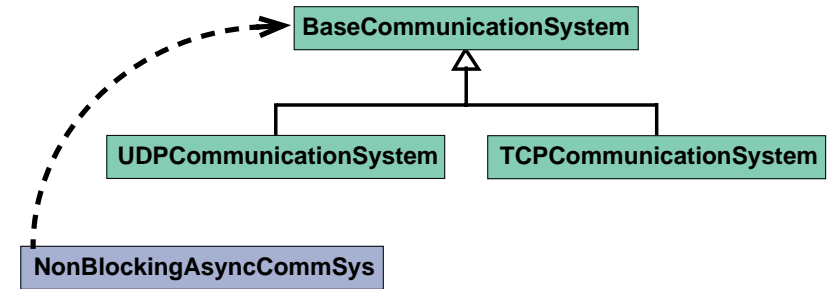 BaseCommunicationSystem
UDPCommunicationSystem
TCPCommunicationSystem
NonBlockingAsyncCommSys